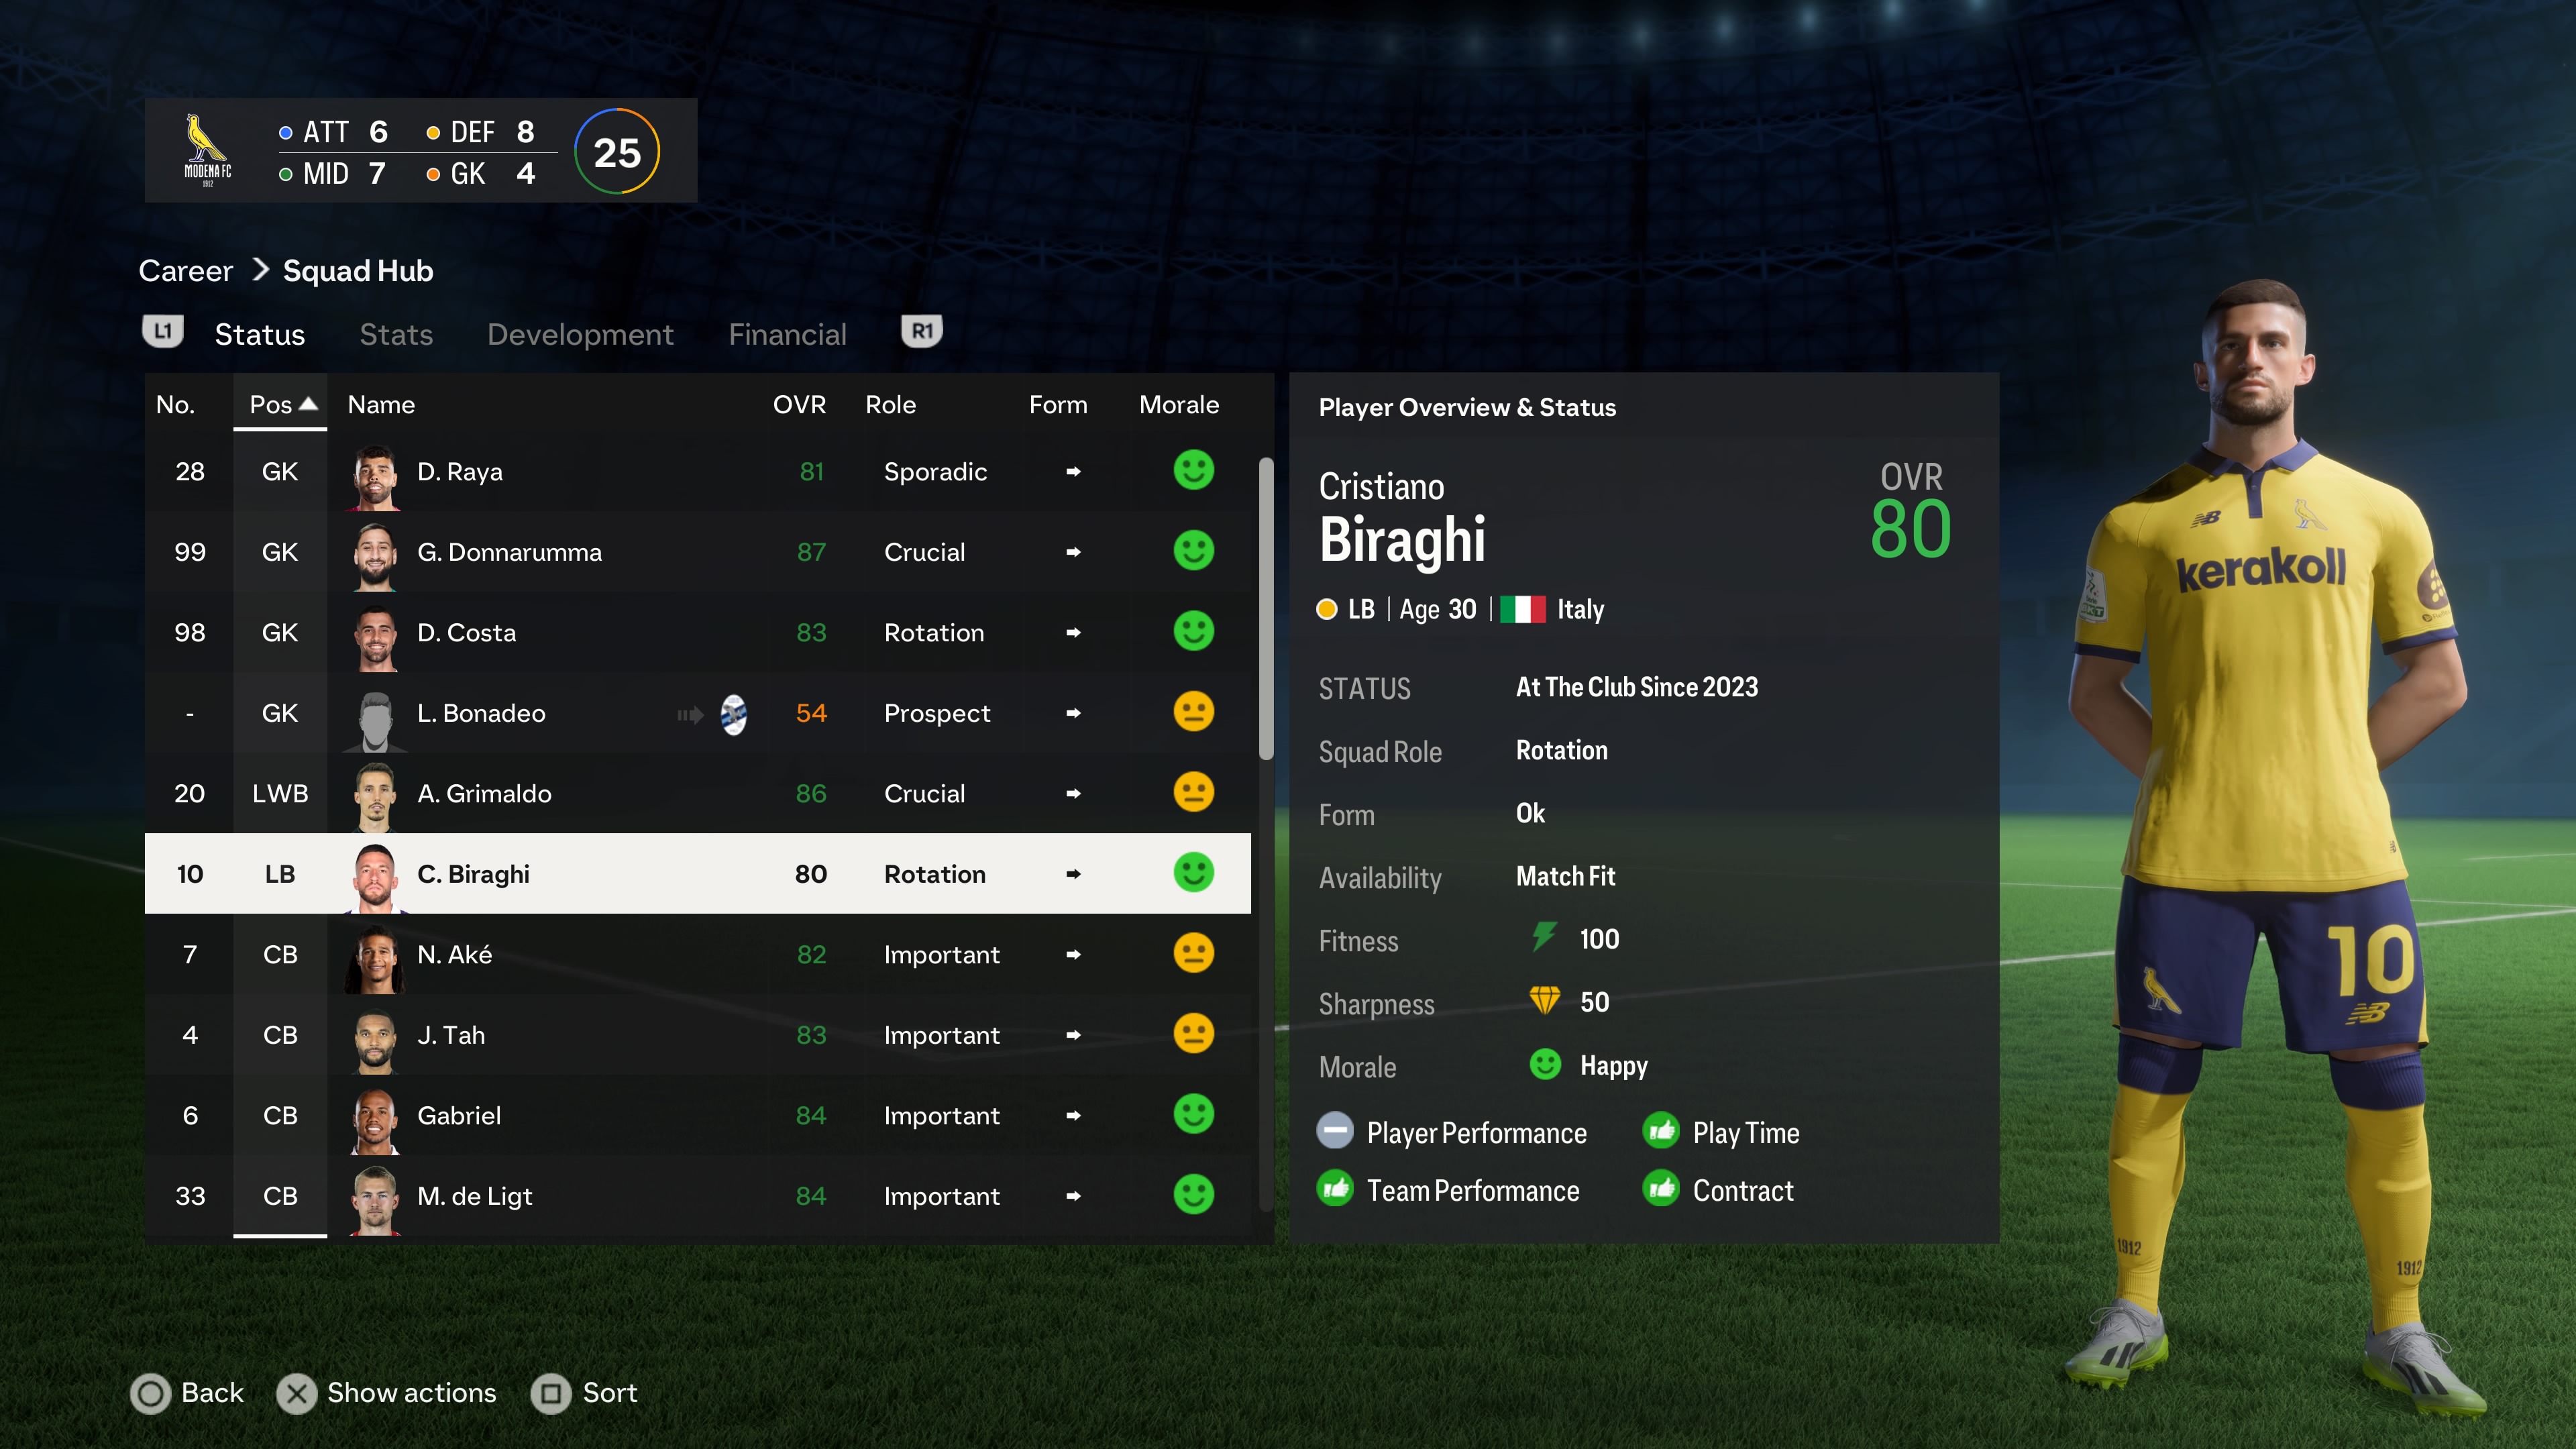 ATT 6 DEF 8
MID 7 GK 4
25
MODENA FC
1912
Career > Squad Hub
L1 Status Stats Development Financial R1
No. Pos Name OVR Role Form Morale
28 GK D. Raya 81 Sporadic
99 GK G. Donnarumma 87 Crucial
98 GK D. Costa 83 Rotation
- GK L. Bonadeo 54 Prospect
20 LWB A. Grimaldo 86 Crucial
10 LB C. Biraghi 80 Rotation
7 CB N. Aké 82 Important
4 CB J. Tah 83 Important
6 CB Gabriel 84 Important
33 CB M. de Ligt 84 Important
Player Overview & Status
Cristiano
Biraghi
OVR
80
LB | Age 30 | Italy
STATUS At The Club Since 2023
Squad Role Rotation
Form Ok
Availability Match Fit
Fitness 100
Sharpness 50
Morale Happy
Player Performance Play Time
Team Performance Contract
NB
kerakoll
10
NB
1912
1912
Back Show actions Sort